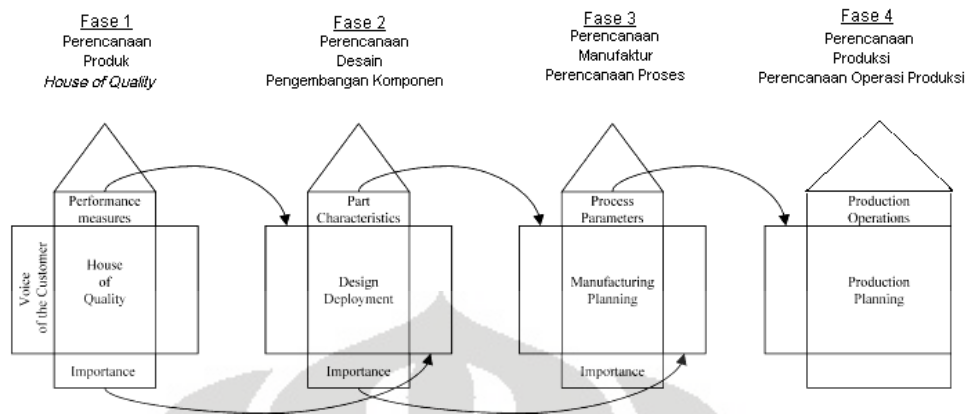 Fase 1
Perencanaan
Produk
House of Quality
Fase 2
Perencanaan
Desain
Pengembangan Komponen
Fase 3
Perencanaan
Manufaktur
Perencanaan Proses
Fase 4
Perencanaan
Produksi
Perencanaan Operasi Produksi
Performance
measures
Voice
of the Customer
House
of
Quality
Importance
Part
Characteristics
Design
Deployment
Importance
Process
Parameters
Manufacturing
Planning
Importance
Production
Operations
Production
Planning